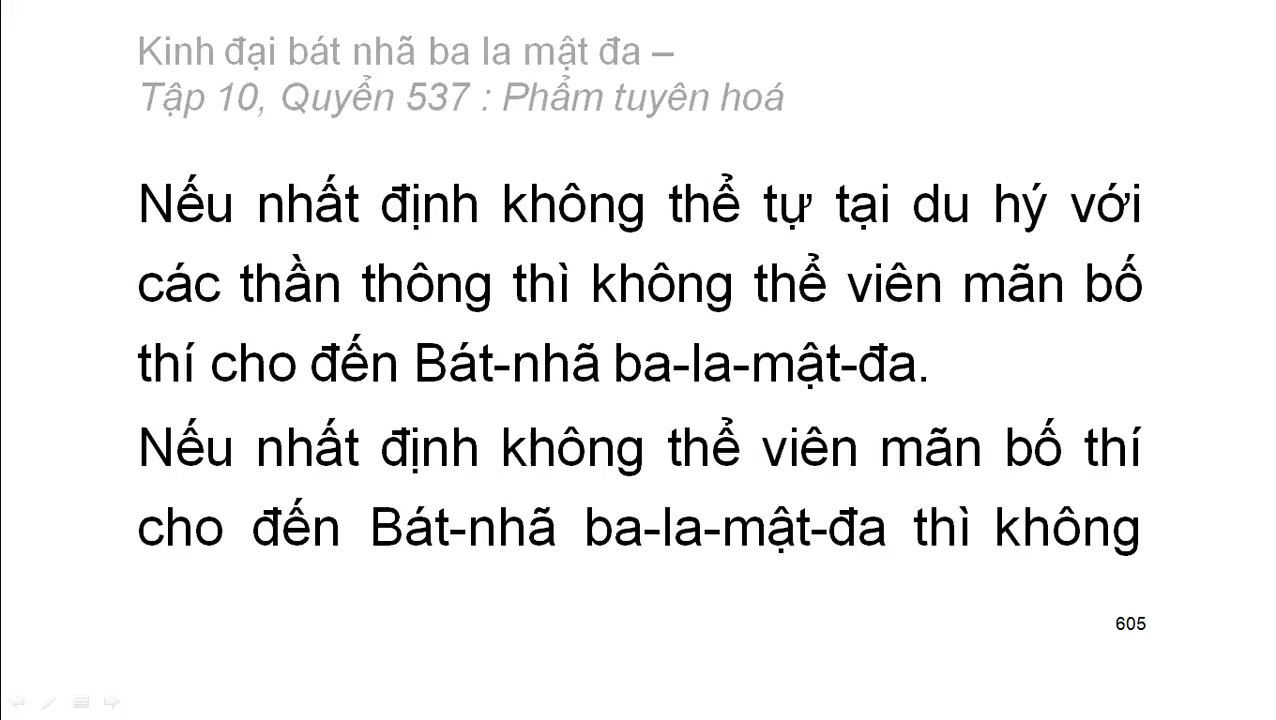 Kinh đại bát nhã ba la mật đa –
Tập 10, Quyển 537 : Phẩm tuyên hoá
Nếu nhất định không thể tự tại du hý với
các thần thông thì không thể viên mãn bố
thí cho đến Bát-nhã ba-la-mật-đa.
Nếu nhất định không thể viên mãn bố thí
cho đến Bát-nhã ba-la-mật-đa thì không
605